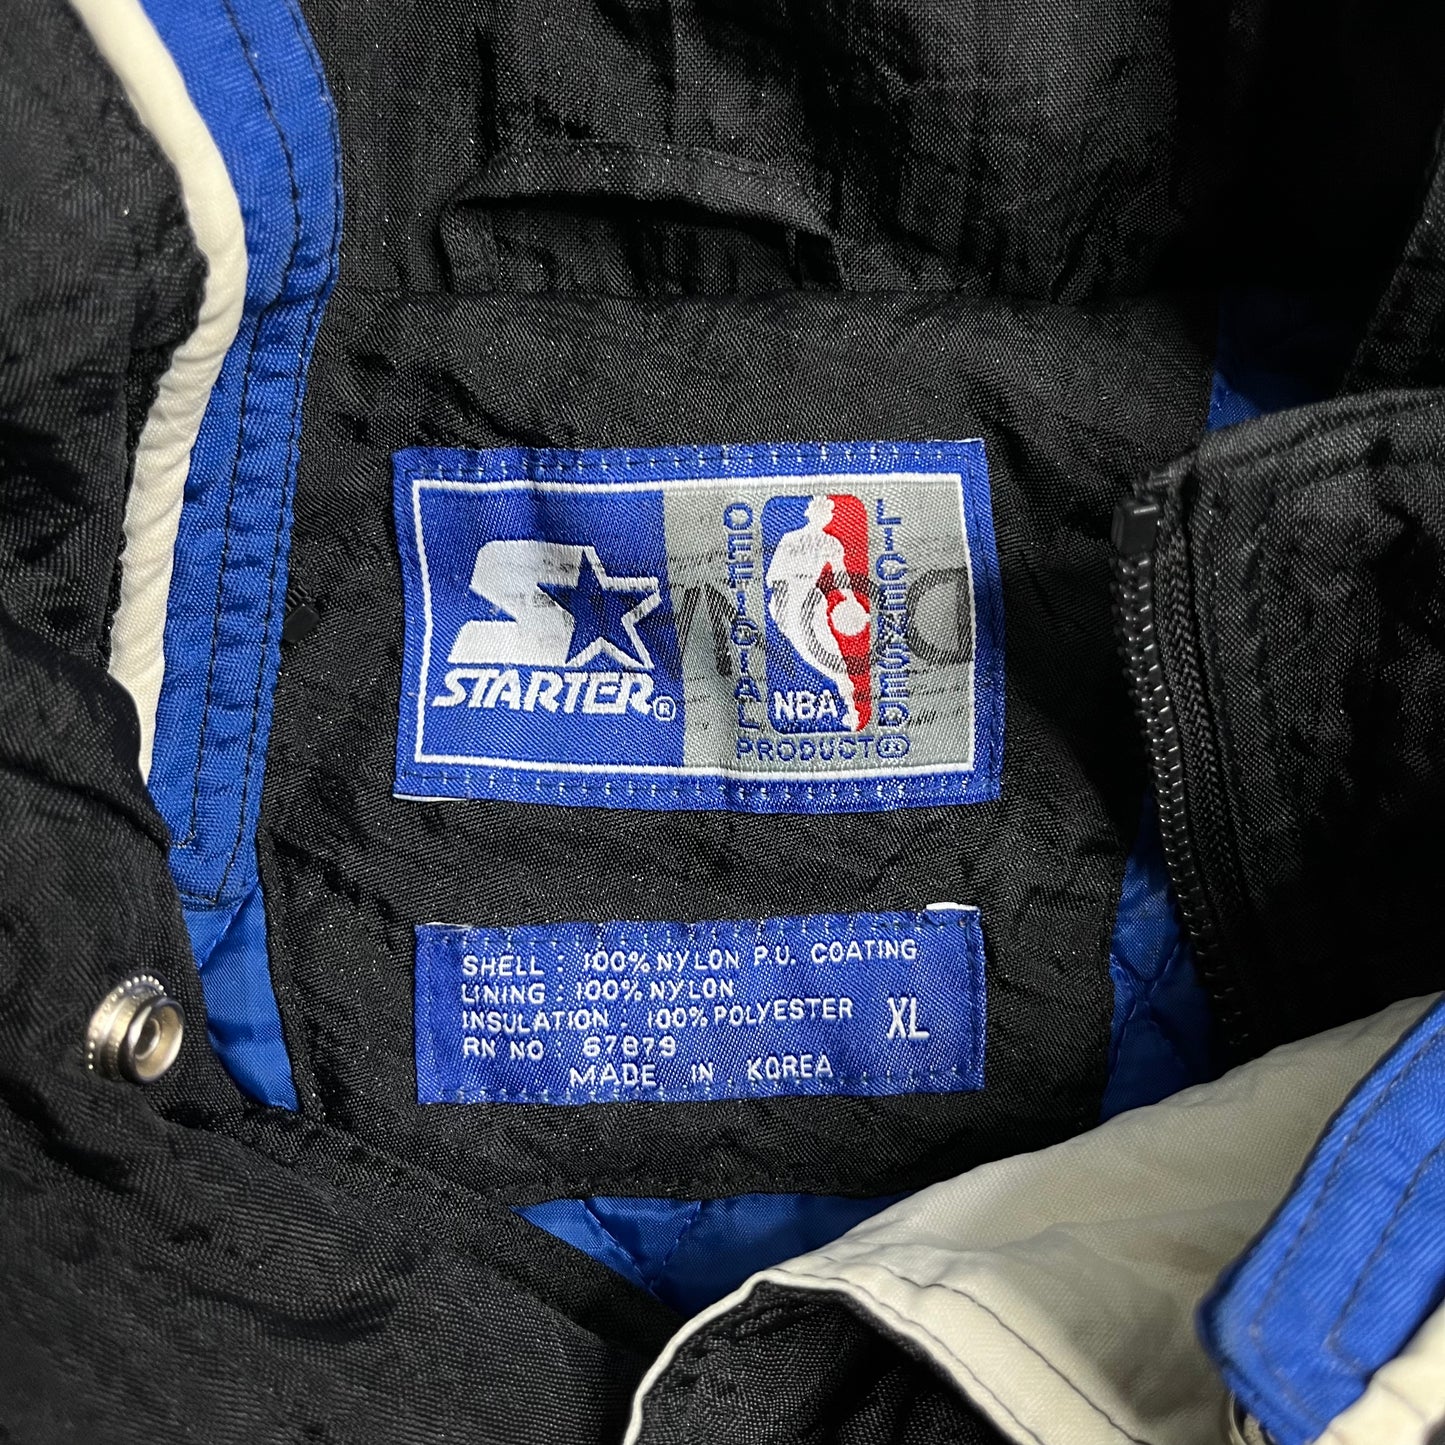 STARTER®
OFFICIAL
LICENSED
NBA
PRODUCT®
SHELL : 100% NYLON P.U. COATING
LINING : 100% NYLON
INSULATION : 100% POLYESTER XL
RN NO : 67879
MADE IN KOREA